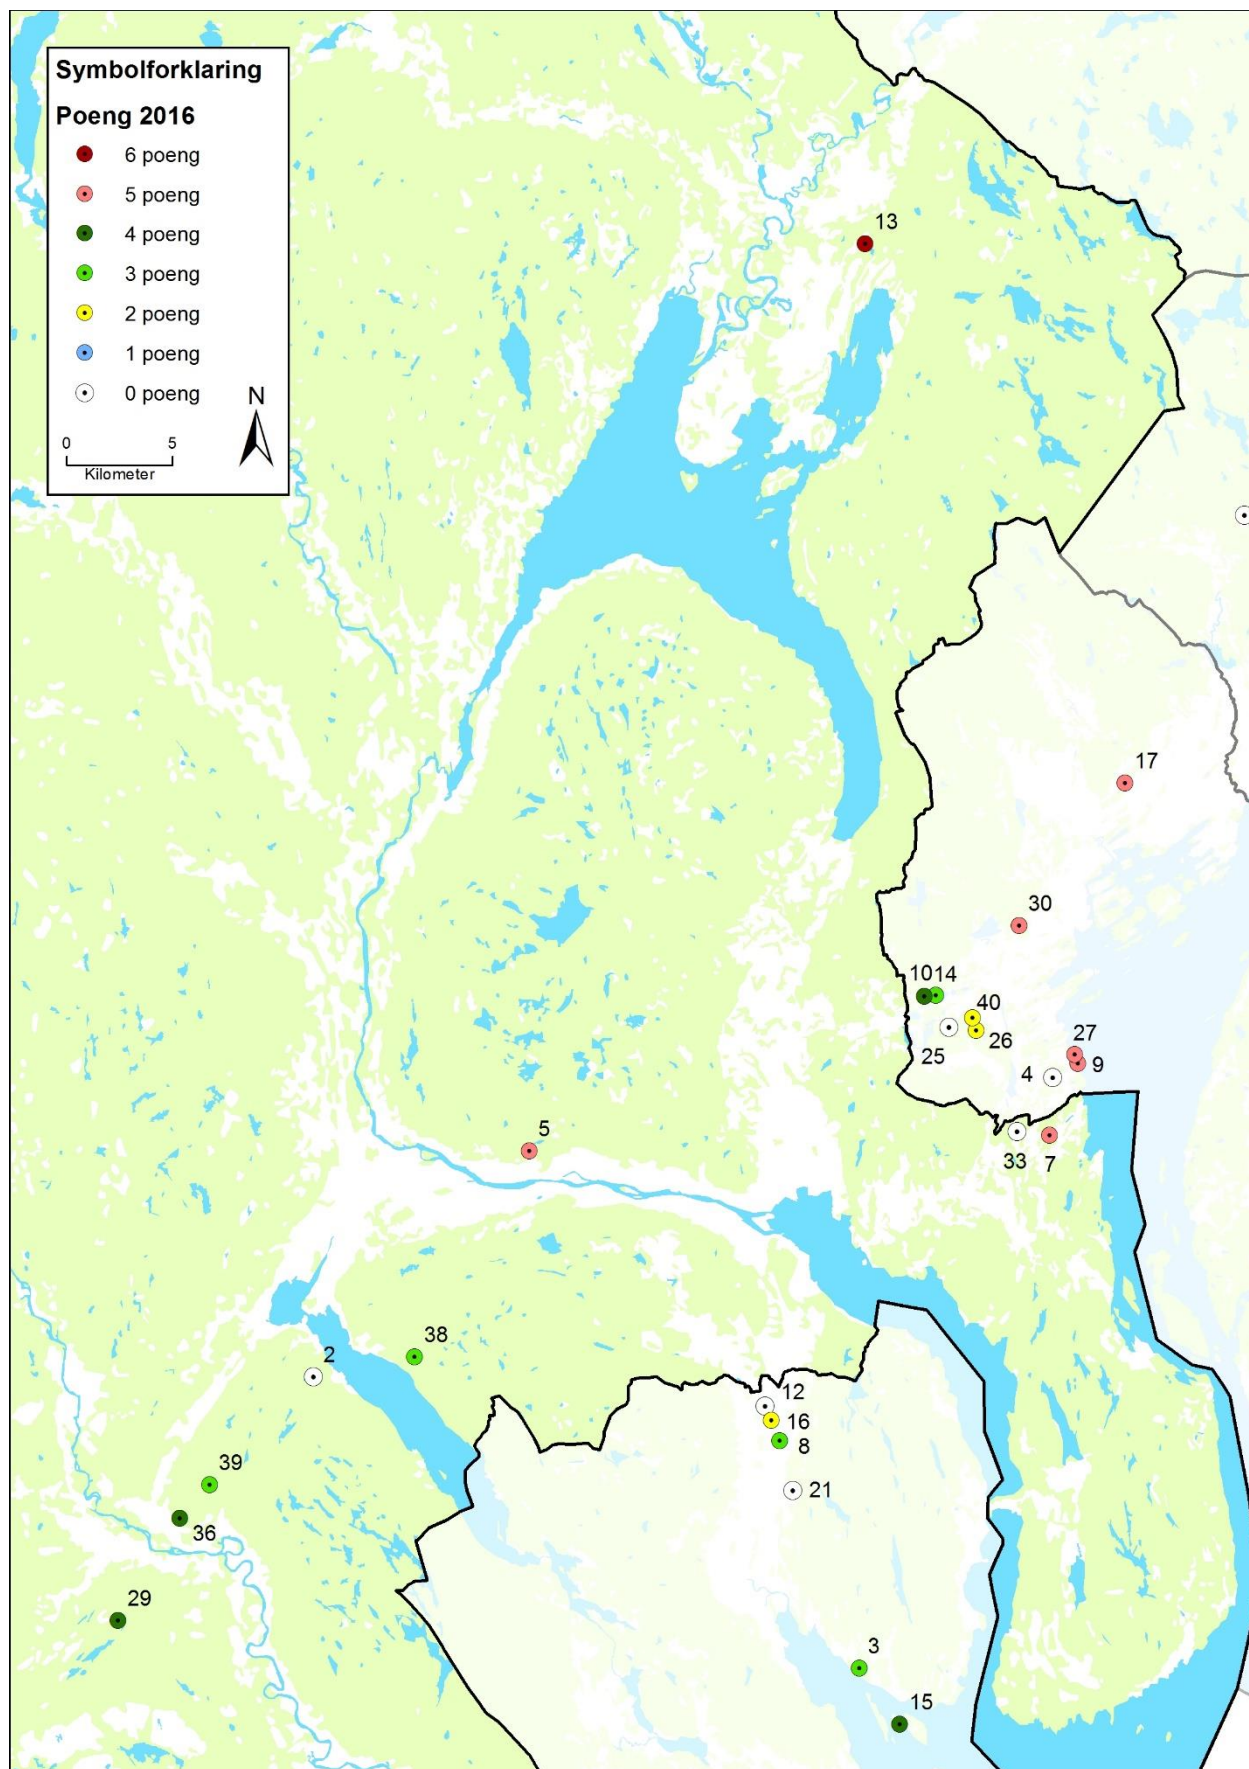 Symbolforklaring
Poeng 2016
6 poeng
5 poeng
4 poeng
3 poeng
2 poeng
1 poeng
0 poeng
N
0 5
Kilometer
13
17
30
10 14
40
25 26
27
4 9
5
33 7
38
2
12
16
8
39
21
36
29
3
15